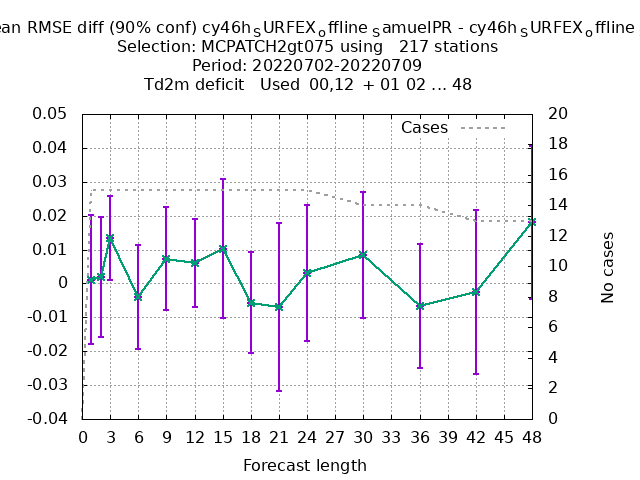 ean RMSE diff (90% conf) cy46hSURFEXoffline SamuelPR - cy46hSURFEXoffline
Selection: MCPATCH2gt075 using 217 stations
Period: 20220702-20220709
Td2m deficit Used 00,12 + 01 02 ... 48
Cases
0.05
0.04
0.03
0.02
0.01
0
-0.01
-0.02
-0.03
-0.04
20
18
16
14
12
10
8
6
4
2
0
No cases
0 3 6 9 12 15 18 21 24 27 30 33 36 39 42 45 48
Forecast length